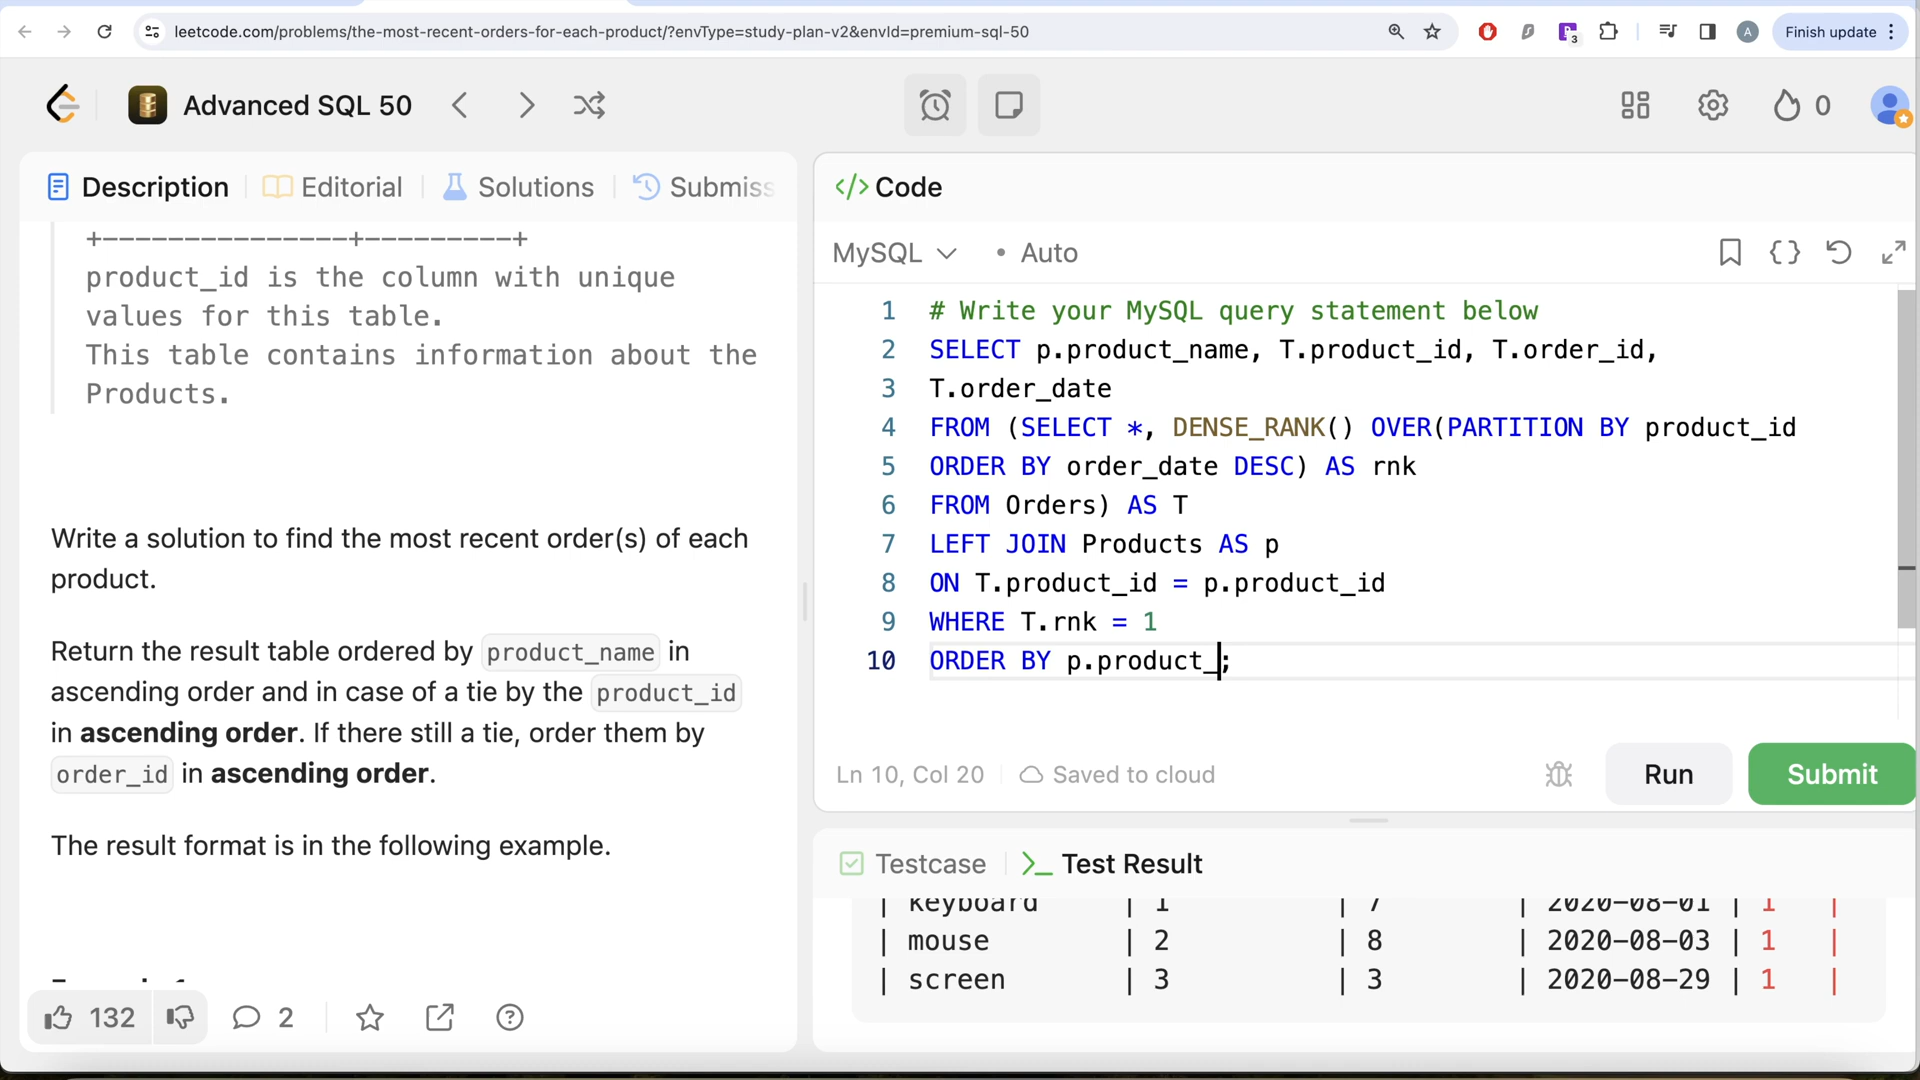 leetcode.com/problems/the-most-recent-orders-for-each-product/?envType=study-plan-v2&envId=premium-sql-50
3
A
Finish update
Advanced SQL 50
0
Description
Editorial
Solutions
Submiss
+---------------+---------+
product_id is the column with unique
values for this table.
This table contains information about the
Products.
Write a solution to find the most recent order(s) of each
product.
Return the result table ordered by product_name in
ascending order and in case of a tie by the product_id
in ascending order. If there still a tie, order them by
order_id in ascending order.
The result format is in the following example.
132
2
</> Code
MySQL
• Auto
1 # Write your MySQL query statement below
2 SELECT p.product_name, T.product_id, T.order_id,
3 T.order_date
4 FROM (SELECT *, DENSE_RANK() OVER(PARTITION BY product_id
5 ORDER BY order_date DESC) AS rnk
6 FROM Orders) AS T
7 LEFT JOIN Products AS p
8 ON T.product_id = p.product_id
9 WHERE T.rnk = 1
10 ORDER BY p.product_;
Ln 10, Col 20
Saved to cloud
Run
Submit
Testcase
Test Result
| keyboard | 1 | 7 | 2020-08-01 | 1 |
| mouse | 2 | 8 | 2020-08-03 | 1 |
| screen | 3 | 3 | 2020-08-29 | 1 |